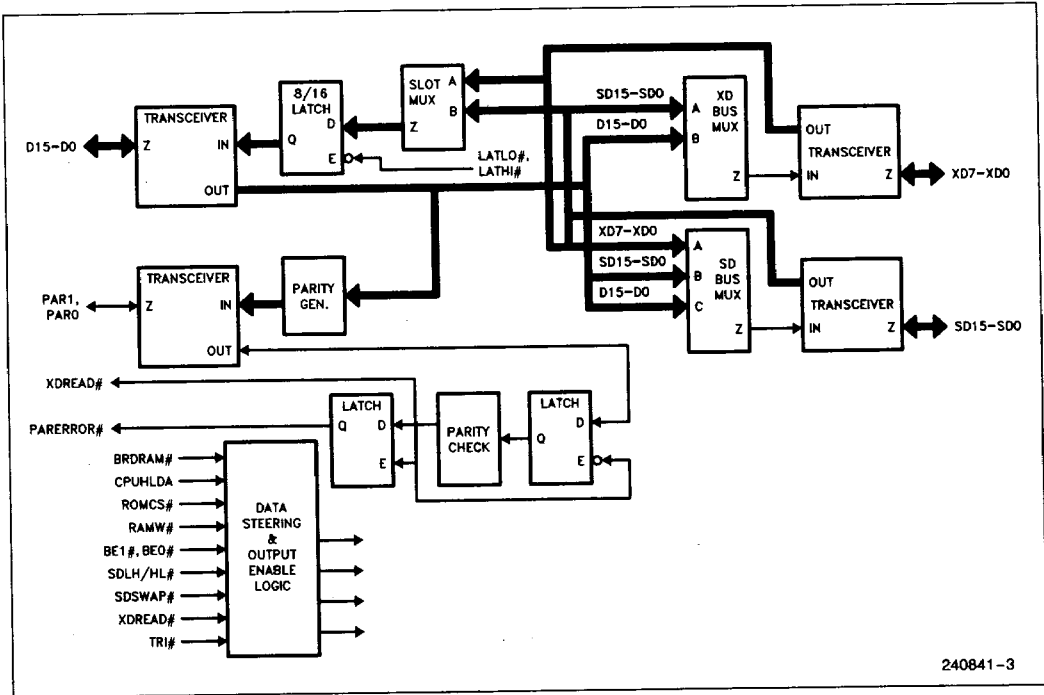 8/16
LATCH
D
Q
E
SLOT
MUX
A
B
Z
TRANSCEIVER
Z
IN
OUT
D15-D0
LATLO#,
LATHI#
SD15-SD0
D15-D0
A
B
XD
BUS
MUX
Z
OUT
TRANSCEIVER
IN
Z
XD7-XD0
XD7-XD0
SD15-SD0
D15-D0
A
B
C
SD
BUS
MUX
Z
OUT
TRANSCEIVER
IN
Z
SD15-SD0
TRANSCEIVER
Z
IN
OUT
PAR1,
PAR0
PARITY
GEN.
XDREAD#
PARERROR#
LATCH
Q
D
E
PARITY
CHECK
LATCH
D
Q
E
BRDRAM#
CPUHLDA
ROMCS#
RAMW#
BE1#,BE0#
SDLH/HL#
SDSWAP#
XDREAD#
TRI#
DATA
STEERING
&
OUTPUT
ENABLE
LOGIC
240841-3